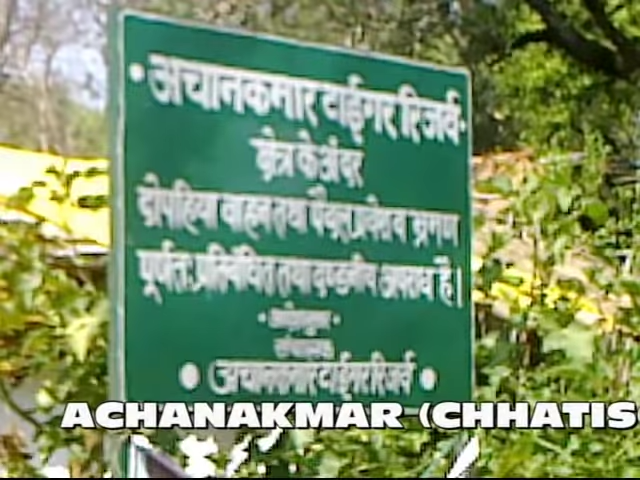 • अचानकमार टाईगर रिजर्व •
क्षेत्र के अंदर
दोपहिया वाहन तथा पैदल प्रवेश व भ्रमण
पूर्णतः प्रतिबंधित तथा दण्डनीय अपराध है।
• अचानकमार टाईगर रिजर्व •
ACHANAKMAR (CHHATIS